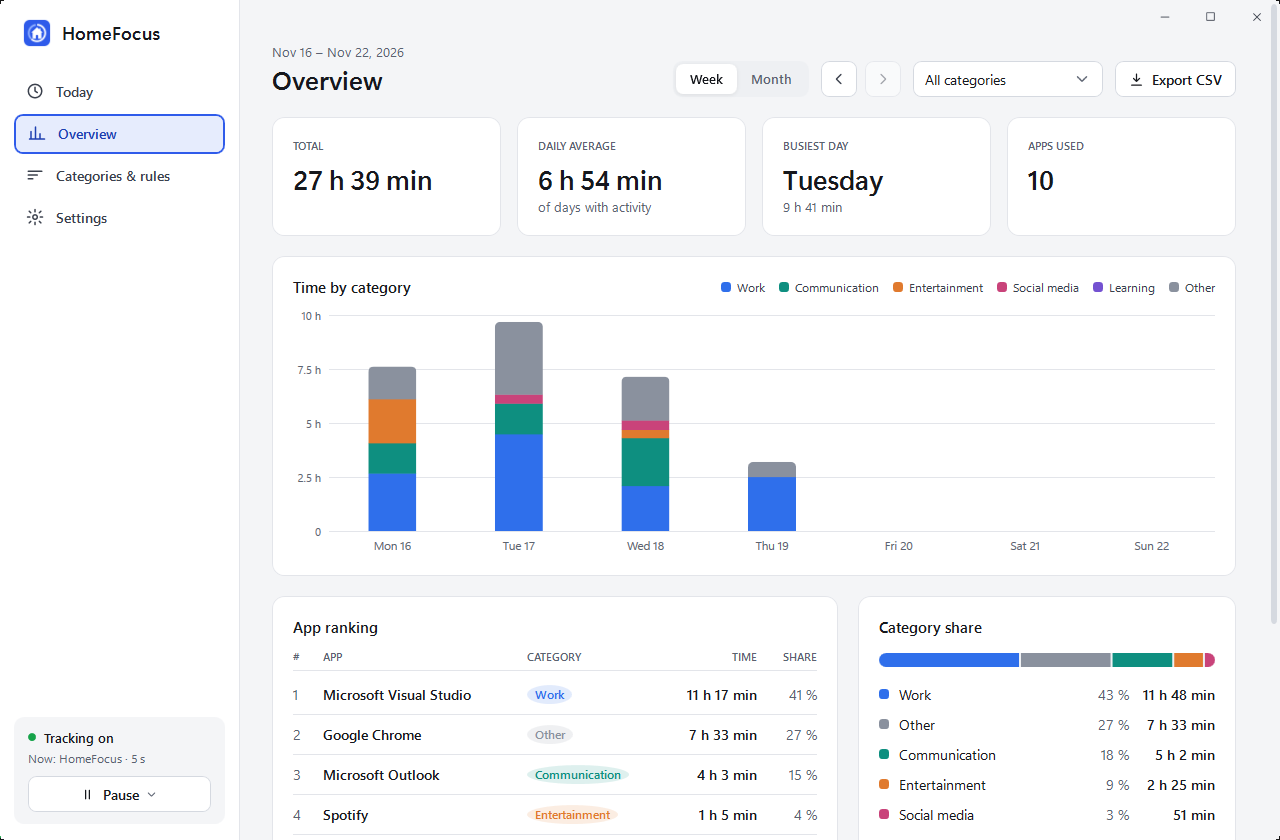 HomeFocus
Today
Overview
Categories & rules
Settings
Tracking on
Now: HomeFocus · 5 s
Pause
Nov 16 – Nov 22, 2026
Overview
Week Month All categories Export CSV
TOTAL
27 h 39 min
DAILY AVERAGE
6 h 54 min
of days with activity
BUSIEST DAY
Tuesday
9 h 41 min
APPS USED
10
Time by category
Work Communication Entertainment Social media Learning Other
10 h
7.5 h
5 h
2.5 h
0
Mon 16 Tue 17 Wed 18 Thu 19 Fri 20 Sat 21 Sun 22
App ranking
# APP CATEGORY TIME SHARE
1 Microsoft Visual Studio Work 11 h 17 min 41 %
2 Google Chrome Other 7 h 33 min 27 %
3 Microsoft Outlook Communication 4 h 3 min 15 %
4 Spotify Entertainment 1 h 5 min 4 %
Category share
Work 43 % 11 h 48 min
Other 27 % 7 h 33 min
Communication 18 % 5 h 2 min
Entertainment 9 % 2 h 25 min
Social media 3 % 51 min